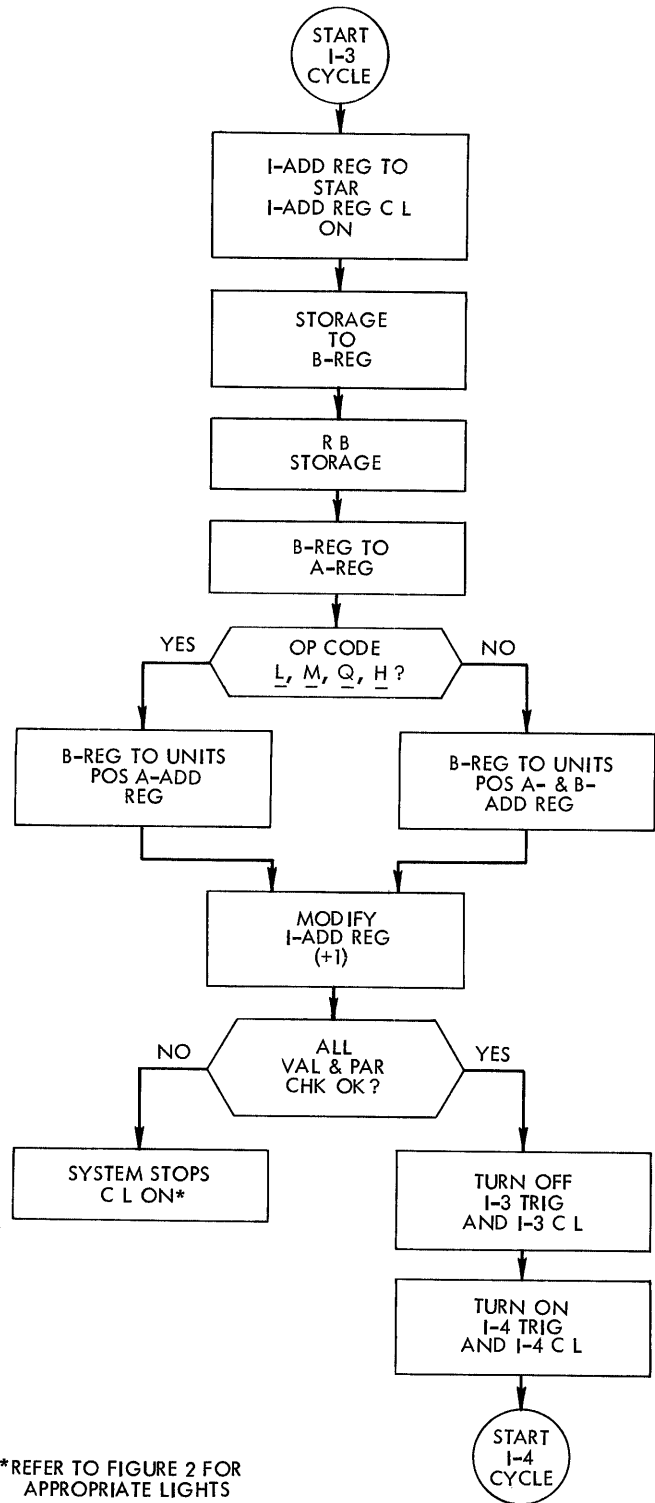 START
I-3
CYCLE
I-ADD REG TO
STAR
I-ADD REG C L
ON
STORAGE
TO
B-REG
R B
STORAGE
B-REG TO
A-REG
YES
OP CODE
L, M, Q, H ?
NO
B-REG TO UNITS
POS A-ADD
REG
B-REG TO UNITS
POS A- & B-
ADD REG
MODIFY
I-ADD REG
(+1)
NO
ALL
VAL & PAR
CHK OK ?
YES
SYSTEM STOPS
C L ON*
TURN OFF
I-3 TRIG
AND I-3 C L
TURN ON
I-4 TRIG
AND I-4 C L
START
I-4
CYCLE
*REFER TO FIGURE 2 FOR
APPROPRIATE LIGHTS